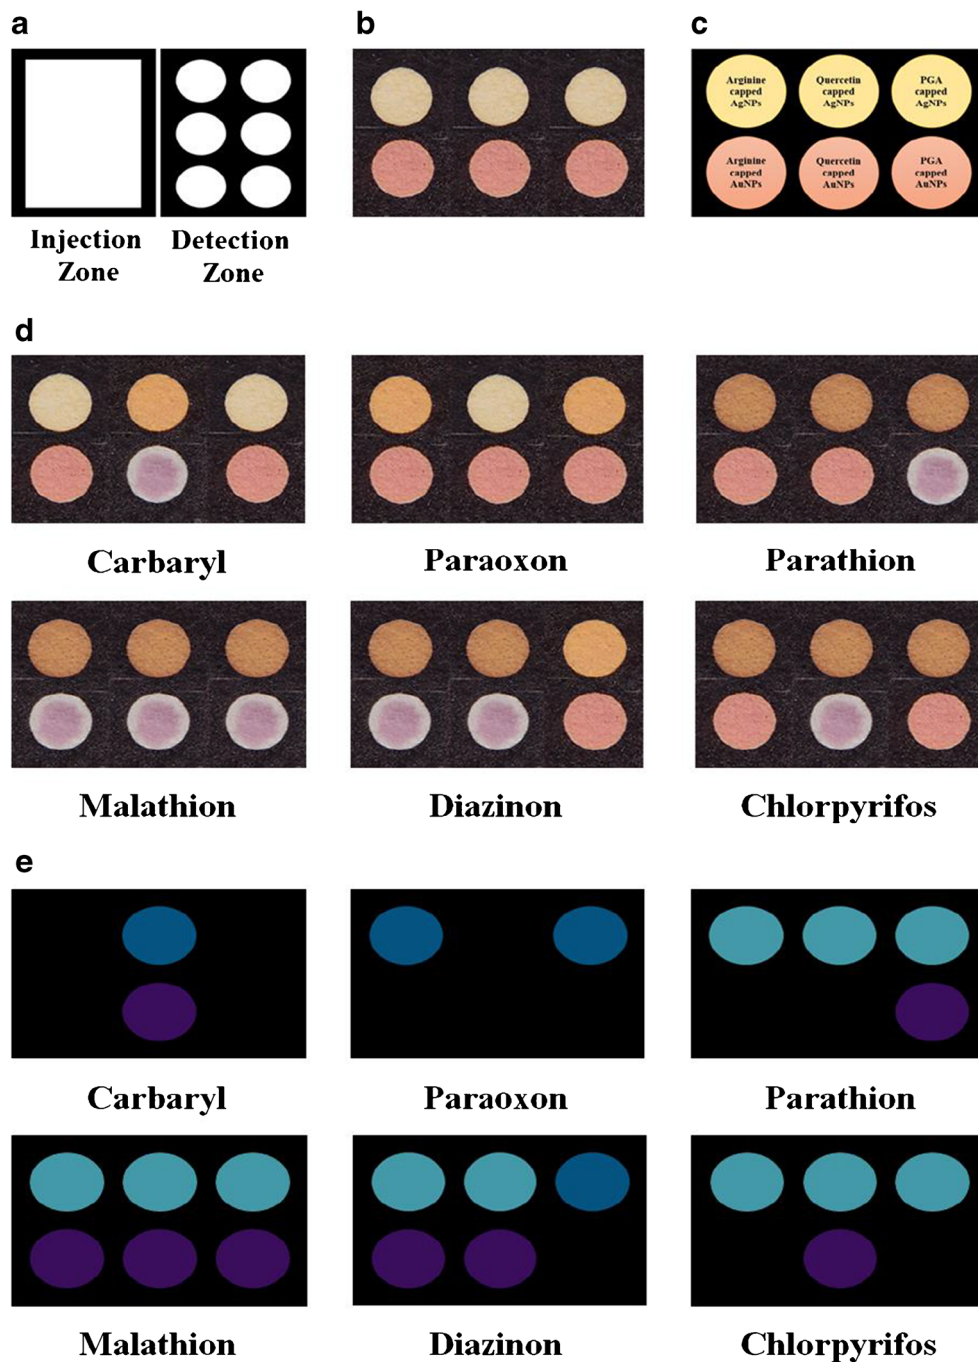 a
b
c
Injection
Zone
Detection
Zone
Arginine
capped
AgNPs
Quercetin
capped
AgNPs
PGA
capped
AgNPs
Arginine
capped
AuNPs
Quercetin
capped
AuNPs
PGA
capped
AuNPs
d
Carbaryl
Paraoxon
Parathion
Malathion
Diazinon
Chlorpyrifos
e
Carbaryl
Paraoxon
Parathion
Malathion
Diazinon
Chlorpyrifos